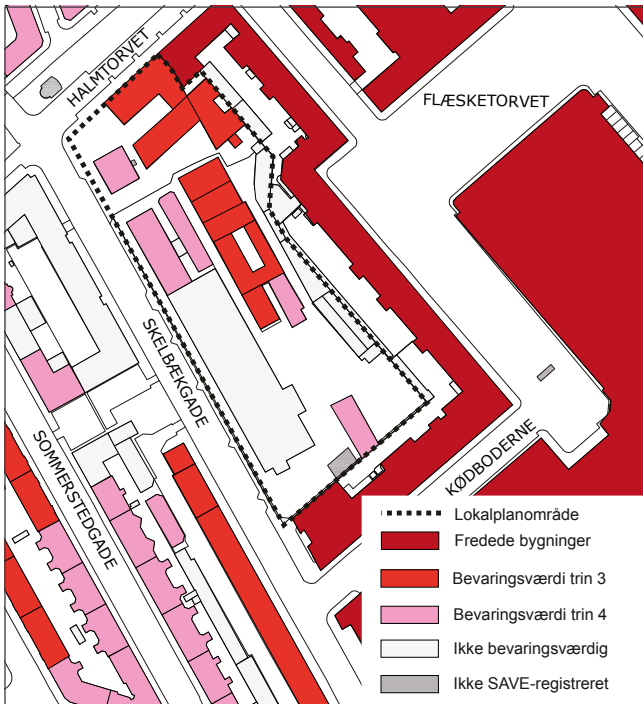 HALMTORVET
FLÆSKETORVET
SKELBÆKGADE
SOMMERSTEDGADE
KØDBODERNE
Lokalplanområde
Fredede bygninger
Bevaringsværdi trin 3
Bevaringsværdi trin 4
Ikke bevaringsværdig
Ikke SAVE-registreret